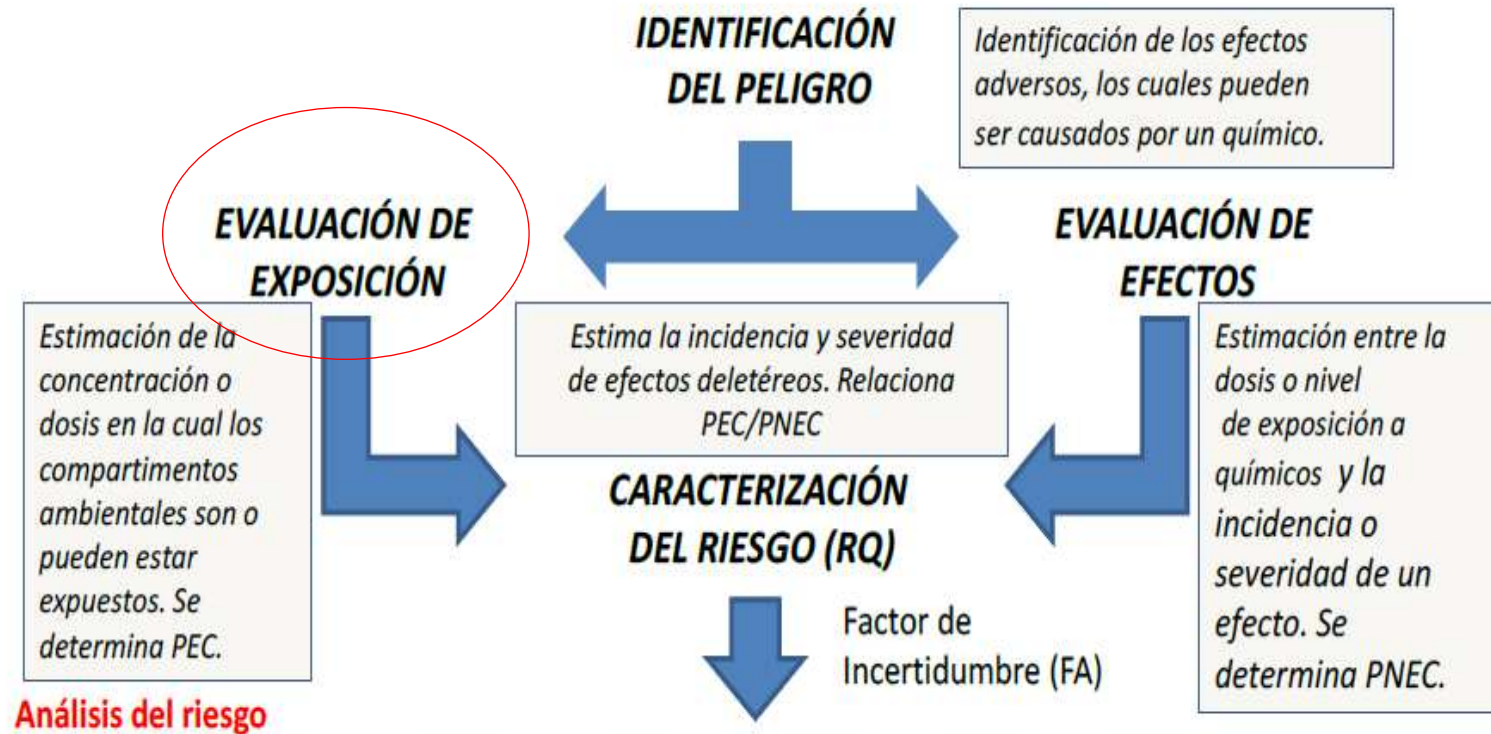 IDENTIFICACIÓN
DEL PELIGRO
Identificación de los efectos
adversos, los cuales pueden
ser causados por un químico.
EVALUACIÓN DE
EXPOSICIÓN
EVALUACIÓN DE
EFECTOS
Estimación de la
concentración o
dosis en la cual los
compartimentos
ambientales son o
pueden estar
expuestos. Se
determina PEC.
Estima la incidencia y severidad
de efectos deletéreos. Relaciona
PEC/PNEC
Estimación entre la
dosis o nivel
de exposición a
químicos y la
incidencia o
severidad de un
efecto. Se
determina PNEC.
CARACTERIZACIÓN
DEL RIESGO (RQ)
Factor de
Incertidumbre (FA)
Análisis del riesgo